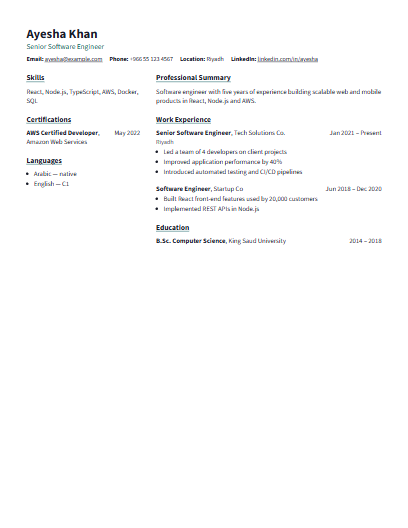 Ayesha Khan
Senior Software Engineer
Email: ayesha@example.com Phone: +966 55 123 4567 Location: Riyadh LinkedIn: linkedin.com/in/ayesha
Skills
React, Node.js, TypeScript, AWS, Docker,
SQL
Certifications
AWS Certified Developer, May 2022
Amazon Web Services
Languages
• Arabic — native
• English — C1
Professional Summary
Software engineer with five years of experience building scalable web and mobile
products in React, Node.js and AWS.
Work Experience
Senior Software Engineer, Tech Solutions Co. Jan 2021 – Present
Riyadh
• Led a team of 4 developers on client projects
• Improved application performance by 40%
• Introduced automated testing and CI/CD pipelines
Software Engineer, Startup Co Jun 2018 – Dec 2020
• Built React front-end features used by 20,000 customers
• Implemented REST APIs in Node.js
Education
B.Sc. Computer Science, King Saud University 2014 – 2018